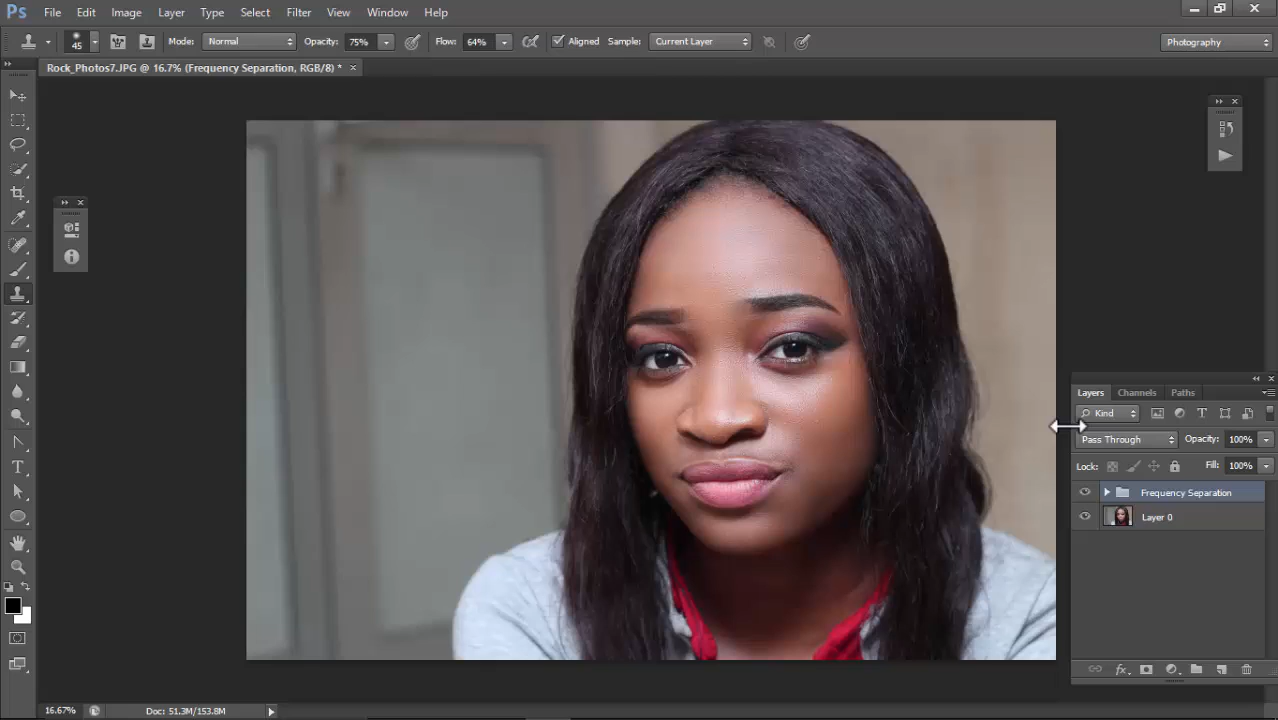 Ps File Edit Image Layer Type Select Filter View Window Help
45 Mode: Normal Opacity: 75% Flow: 64% Aligned Sample: Current Layer Photography
Rock_Photos7.JPG @ 16.7% (Frequency Separation, RGB/8) *
Layers Channels Paths
Kind T
Pass Through Opacity: 100%
Lock: Fill: 100%
Frequency Separation
Layer 0
T
fx
16.67% Doc: 51.3M/153.8M